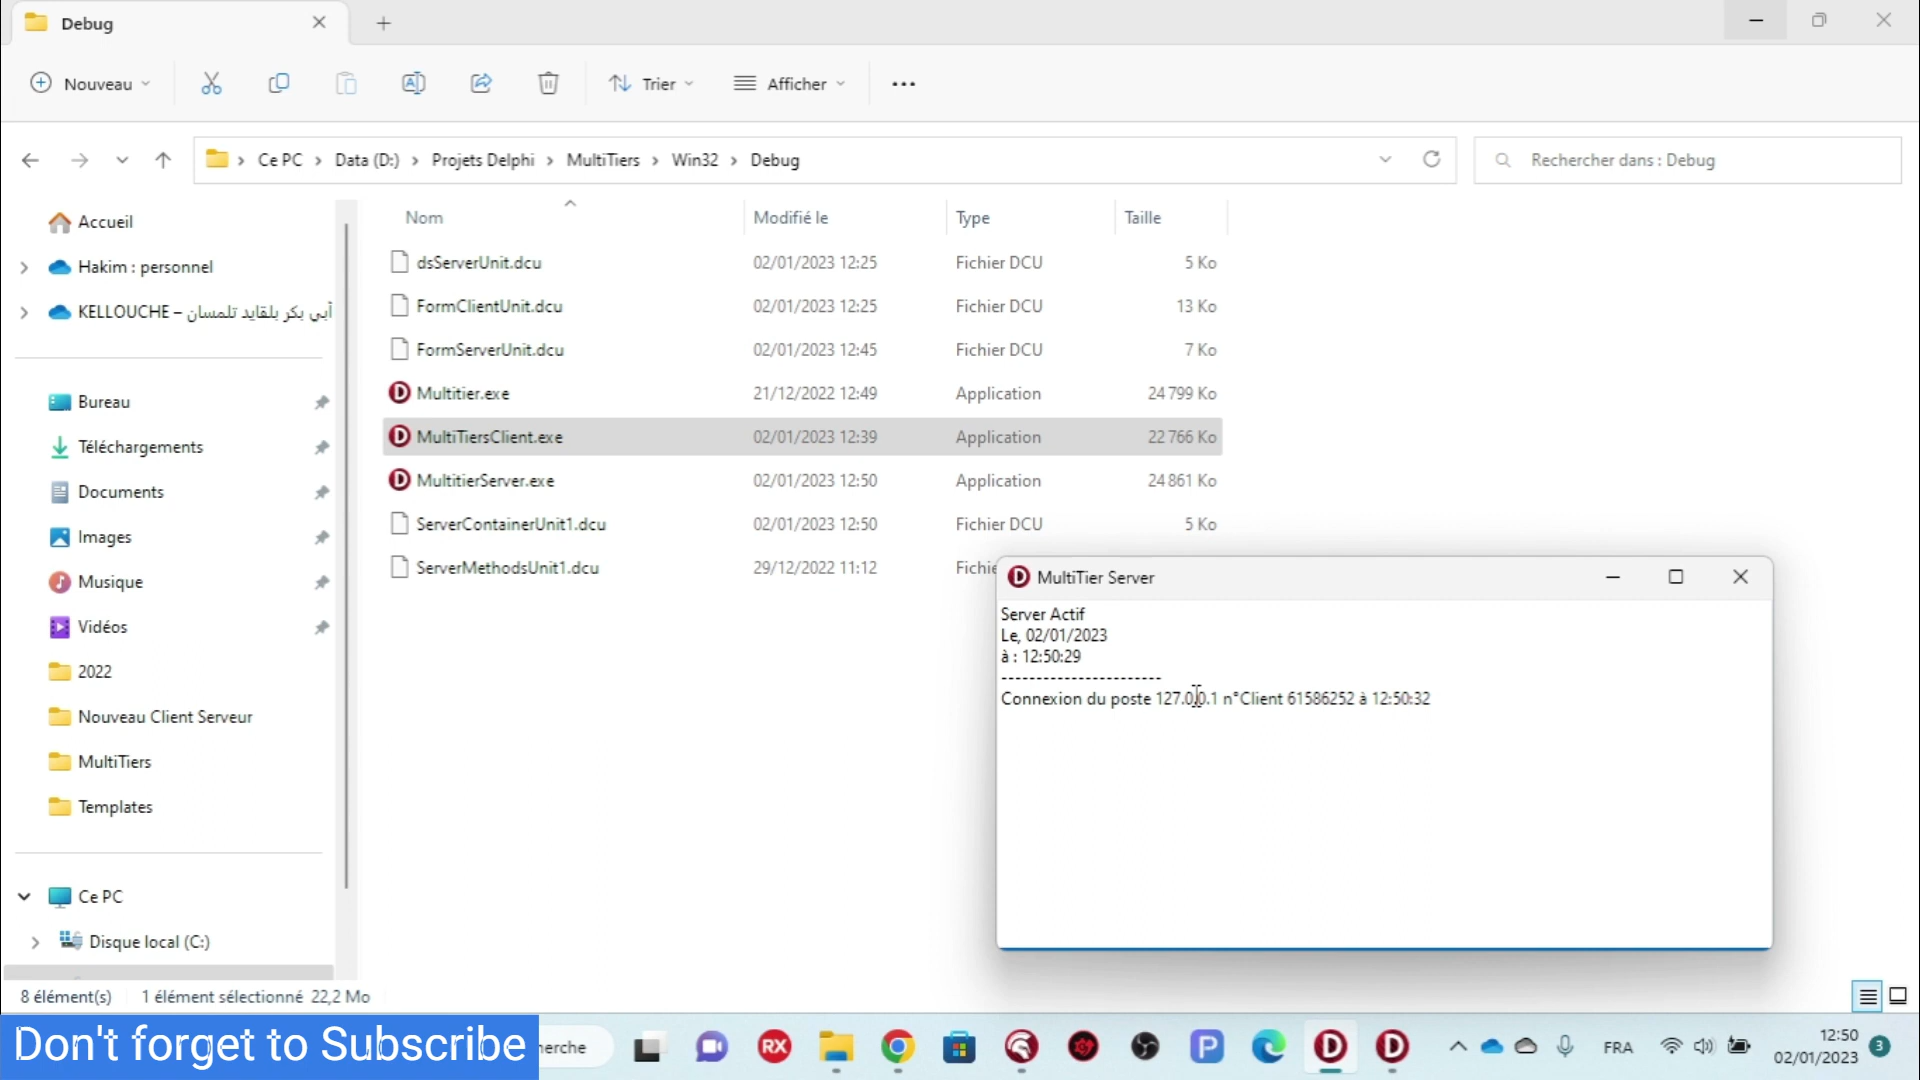 Debug
Nouveau
Trier
Afficher
Ce PC > Data (D:) > Projets Delphi > MultiTiers > Win32 > Debug
Rechercher dans : Debug
Accueil
Hakim : personnel
KELLOUCHE – أبي بكر بلقايد تلمسان
Bureau
Téléchargements
Documents
Images
Musique
Vidéos
2022
Nouveau Client Serveur
MultiTiers
Templates
Ce PC
Disque local (C:)
Nom Modifié le Type Taille
dsServerUnit.dcu 02/01/2023 12:25 Fichier DCU 5 Ko
FormClientUnit.dcu 02/01/2023 12:25 Fichier DCU 13 Ko
FormServerUnit.dcu 02/01/2023 12:45 Fichier DCU 7 Ko
Multitier.exe 21/12/2022 12:49 Application 24 799 Ko
MultiTiersClient.exe 02/01/2023 12:39 Application 22 766 Ko
MultitierServer.exe 02/01/2023 12:50 Application 24 861 Ko
ServerContainerUnit1.dcu 02/01/2023 12:50 Fichier DCU 5 Ko
ServerMethodsUnit1.dcu 29/12/2022 11:12 Fichie
MultiTier Server
Server Actif
Le, 02/01/2023
à : 12:50:29
-----------------------
Connexion du poste 127.0.0.1 n°Client 61586252 à 12:50:32
8 élément(s) 1 élément sélectionné 22,2 Mo
Don't forget to Subscribe
herche
RX
P
FRA
12:50
02/01/2023
3